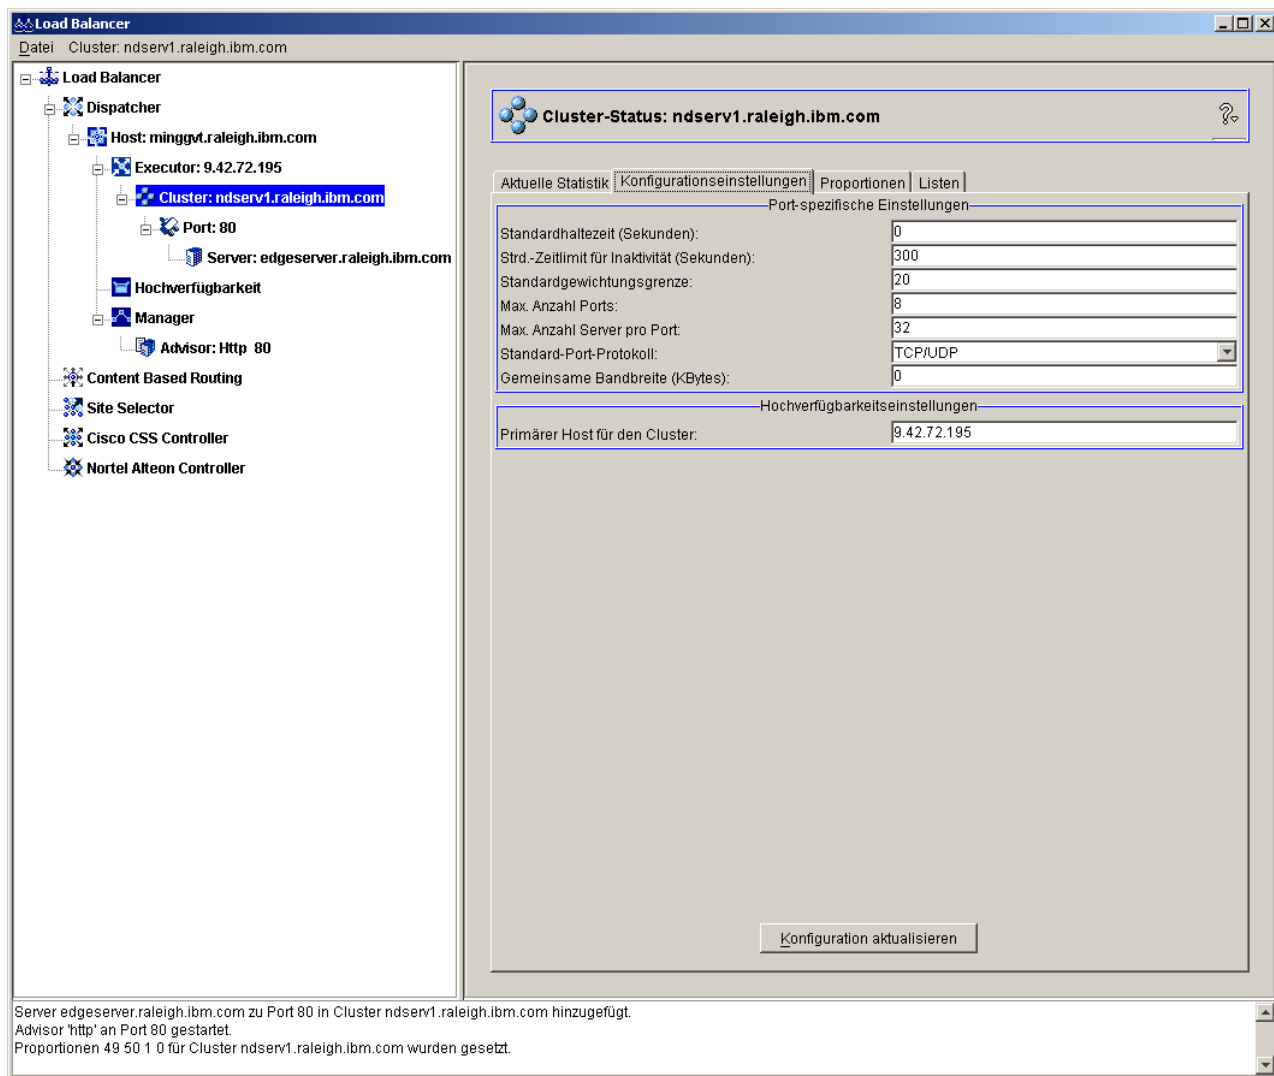 Load Balancer
Datei Cluster: ndserv1.raleigh.ibm.com
Load Balancer
Dispatcher
Host: minggvt.raleigh.ibm.com
Executor: 9.42.72.195
Cluster: ndserv1.raleigh.ibm.com
Port: 80
Server: edgeserver.raleigh.ibm.com
Hochverfügbarkeit
Manager
Advisor: Http 80
Content Based Routing
Site Selector
Cisco CSS Controller
Nortel Alteon Controller
Cluster-Status: ndserv1.raleigh.ibm.com
?
Aktuelle Statistik Konfigurationseinstellungen Proportionen Listen
Port-spezifische Einstellungen
Standardhaltezeit (Sekunden): 0
Strd.-Zeitlimit für Inaktivität (Sekunden): 300
Standardgewichtungsgrenze: 20
Max. Anzahl Ports: 8
Max. Anzahl Server pro Port: 32
Standard-Port-Protokoll: TCP/UDP
Gemeinsame Bandbreite (KBytes): 0
Hochverfügbarkeitseinstellungen
Primärer Host für den Cluster: 9.42.72.195
Konfiguration aktualisieren
Server edgeserver.raleigh.ibm.com zu Port 80 in Cluster ndserv1.raleigh.ibm.com hinzugefügt.
Advisor 'http' an Port 80 gestartet.
Proportionen 49 50 1 0 für Cluster ndserv1.raleigh.ibm.com wurden gesetzt.